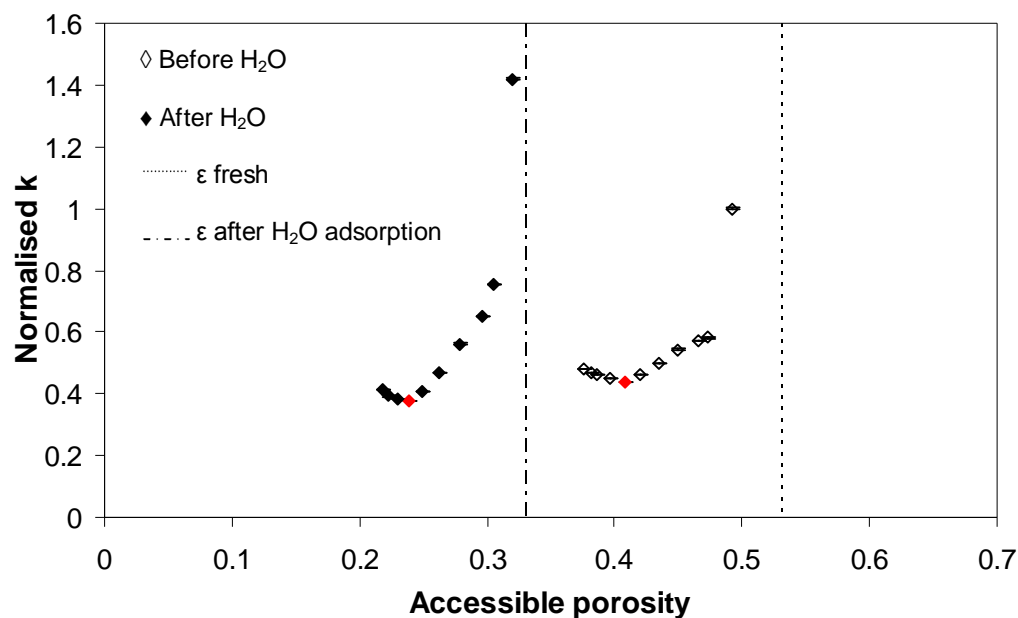 1.6
1.4
1.2
1
0.8
0.6
0.4
0.2
0
Normalised k
◊ Before H₂O
♦ After H₂O
ε fresh
ε after H₂O adsorption
0 0.1 0.2 0.3 0.4 0.5 0.6 0.7
Accessible porosity